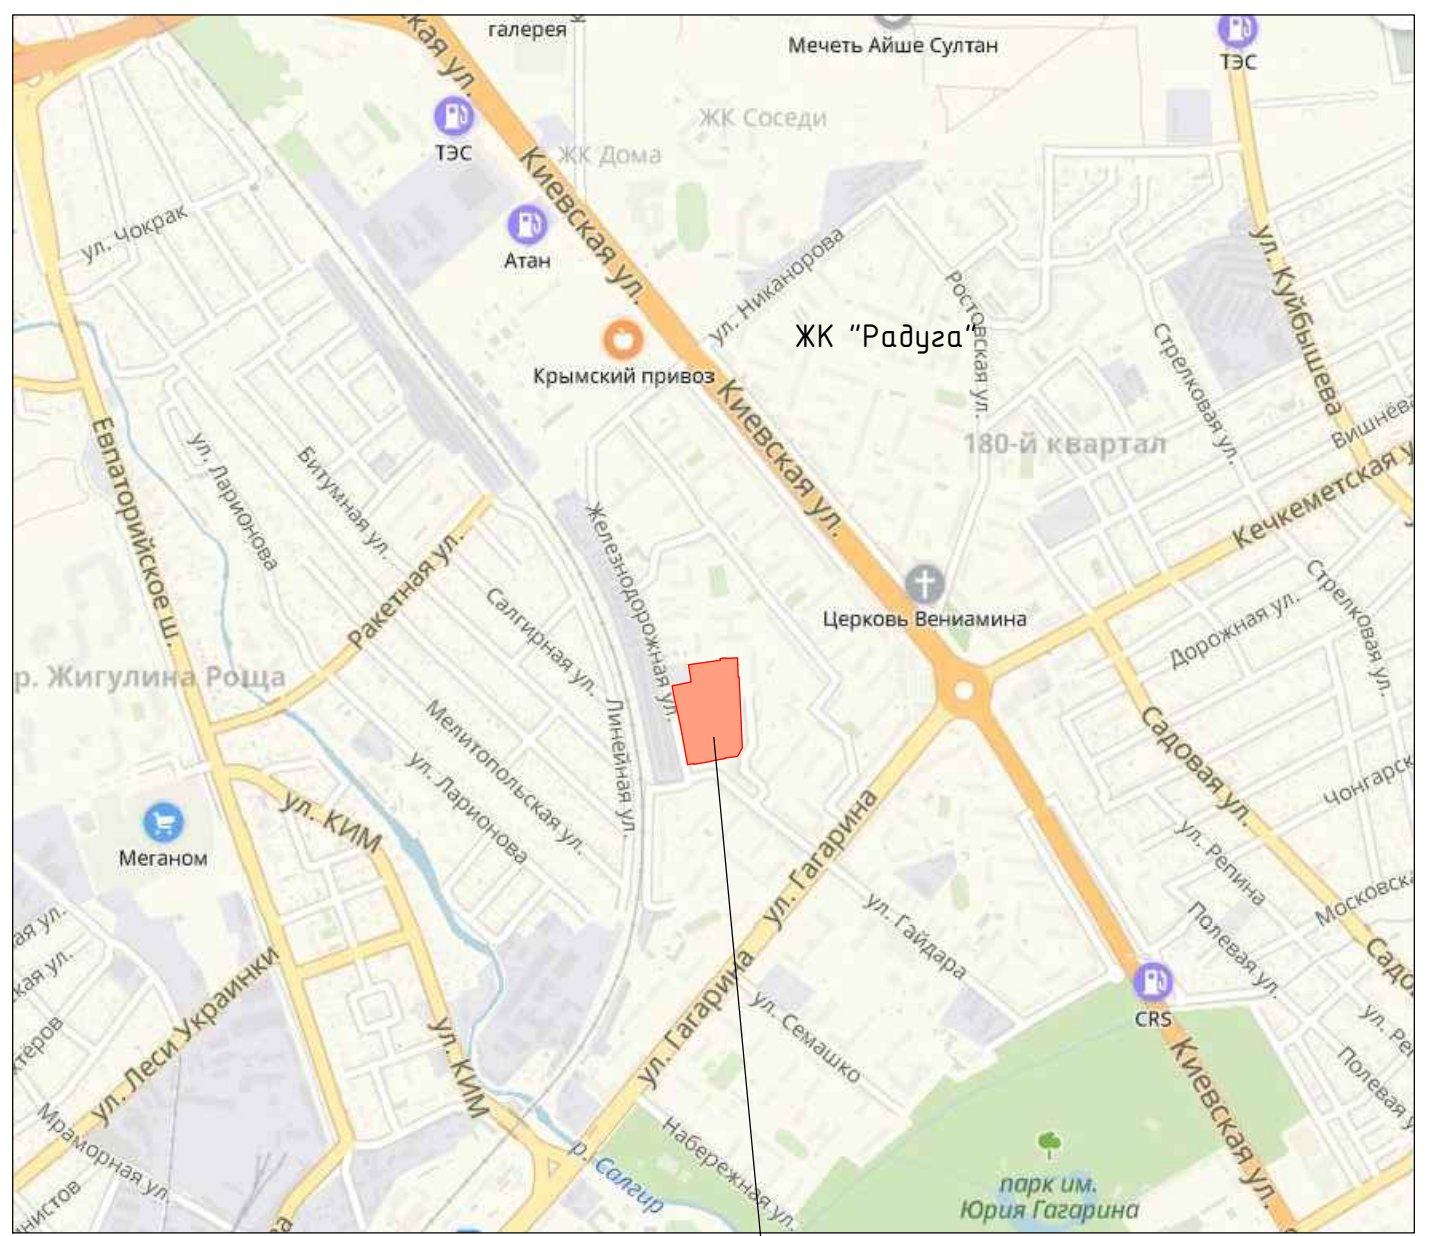 галерея
Мечеть Айше Султан
ТЭС
ТЭС
ЖК Соседи
ЖК Дома
Киевская ул.
ул. Чокрак
Атан
ул. Никанорова
ул. Куйбышева
Ростовская ул.
ЖК "Радуга"
Стрелковая ул.
Крымский привоз
Киевская ул.
180-й квартал
Кечкеметская у
Евпаторийское ш.
ул. Ларионова
Битумная ул.
Железнодорожная ул.
Ракетная ул.
Церковь Вениамина
Стрелковая ул.
Дорожная ул.
Салгирная ул.
р. Жигулина Роща
Линейная ул.
Мелитопольская ул.
ул. Ларионова
Садовая ул.
Чонгарск
ул. КИМ
Меганом
ул. Гагарина
ул. Репина
Московска
Полевая ул.
ул. Гайдара
ая ул.
кая ул.
Садо
CRS
ул. Гагарина
ул. Семашко
ул. Леси Украинки
ул. КИМ
Киевская ул.
Полевая у
Мраморная ул.
Набережная ул.
р. Салгир
парк им.
Юрия Гагарина